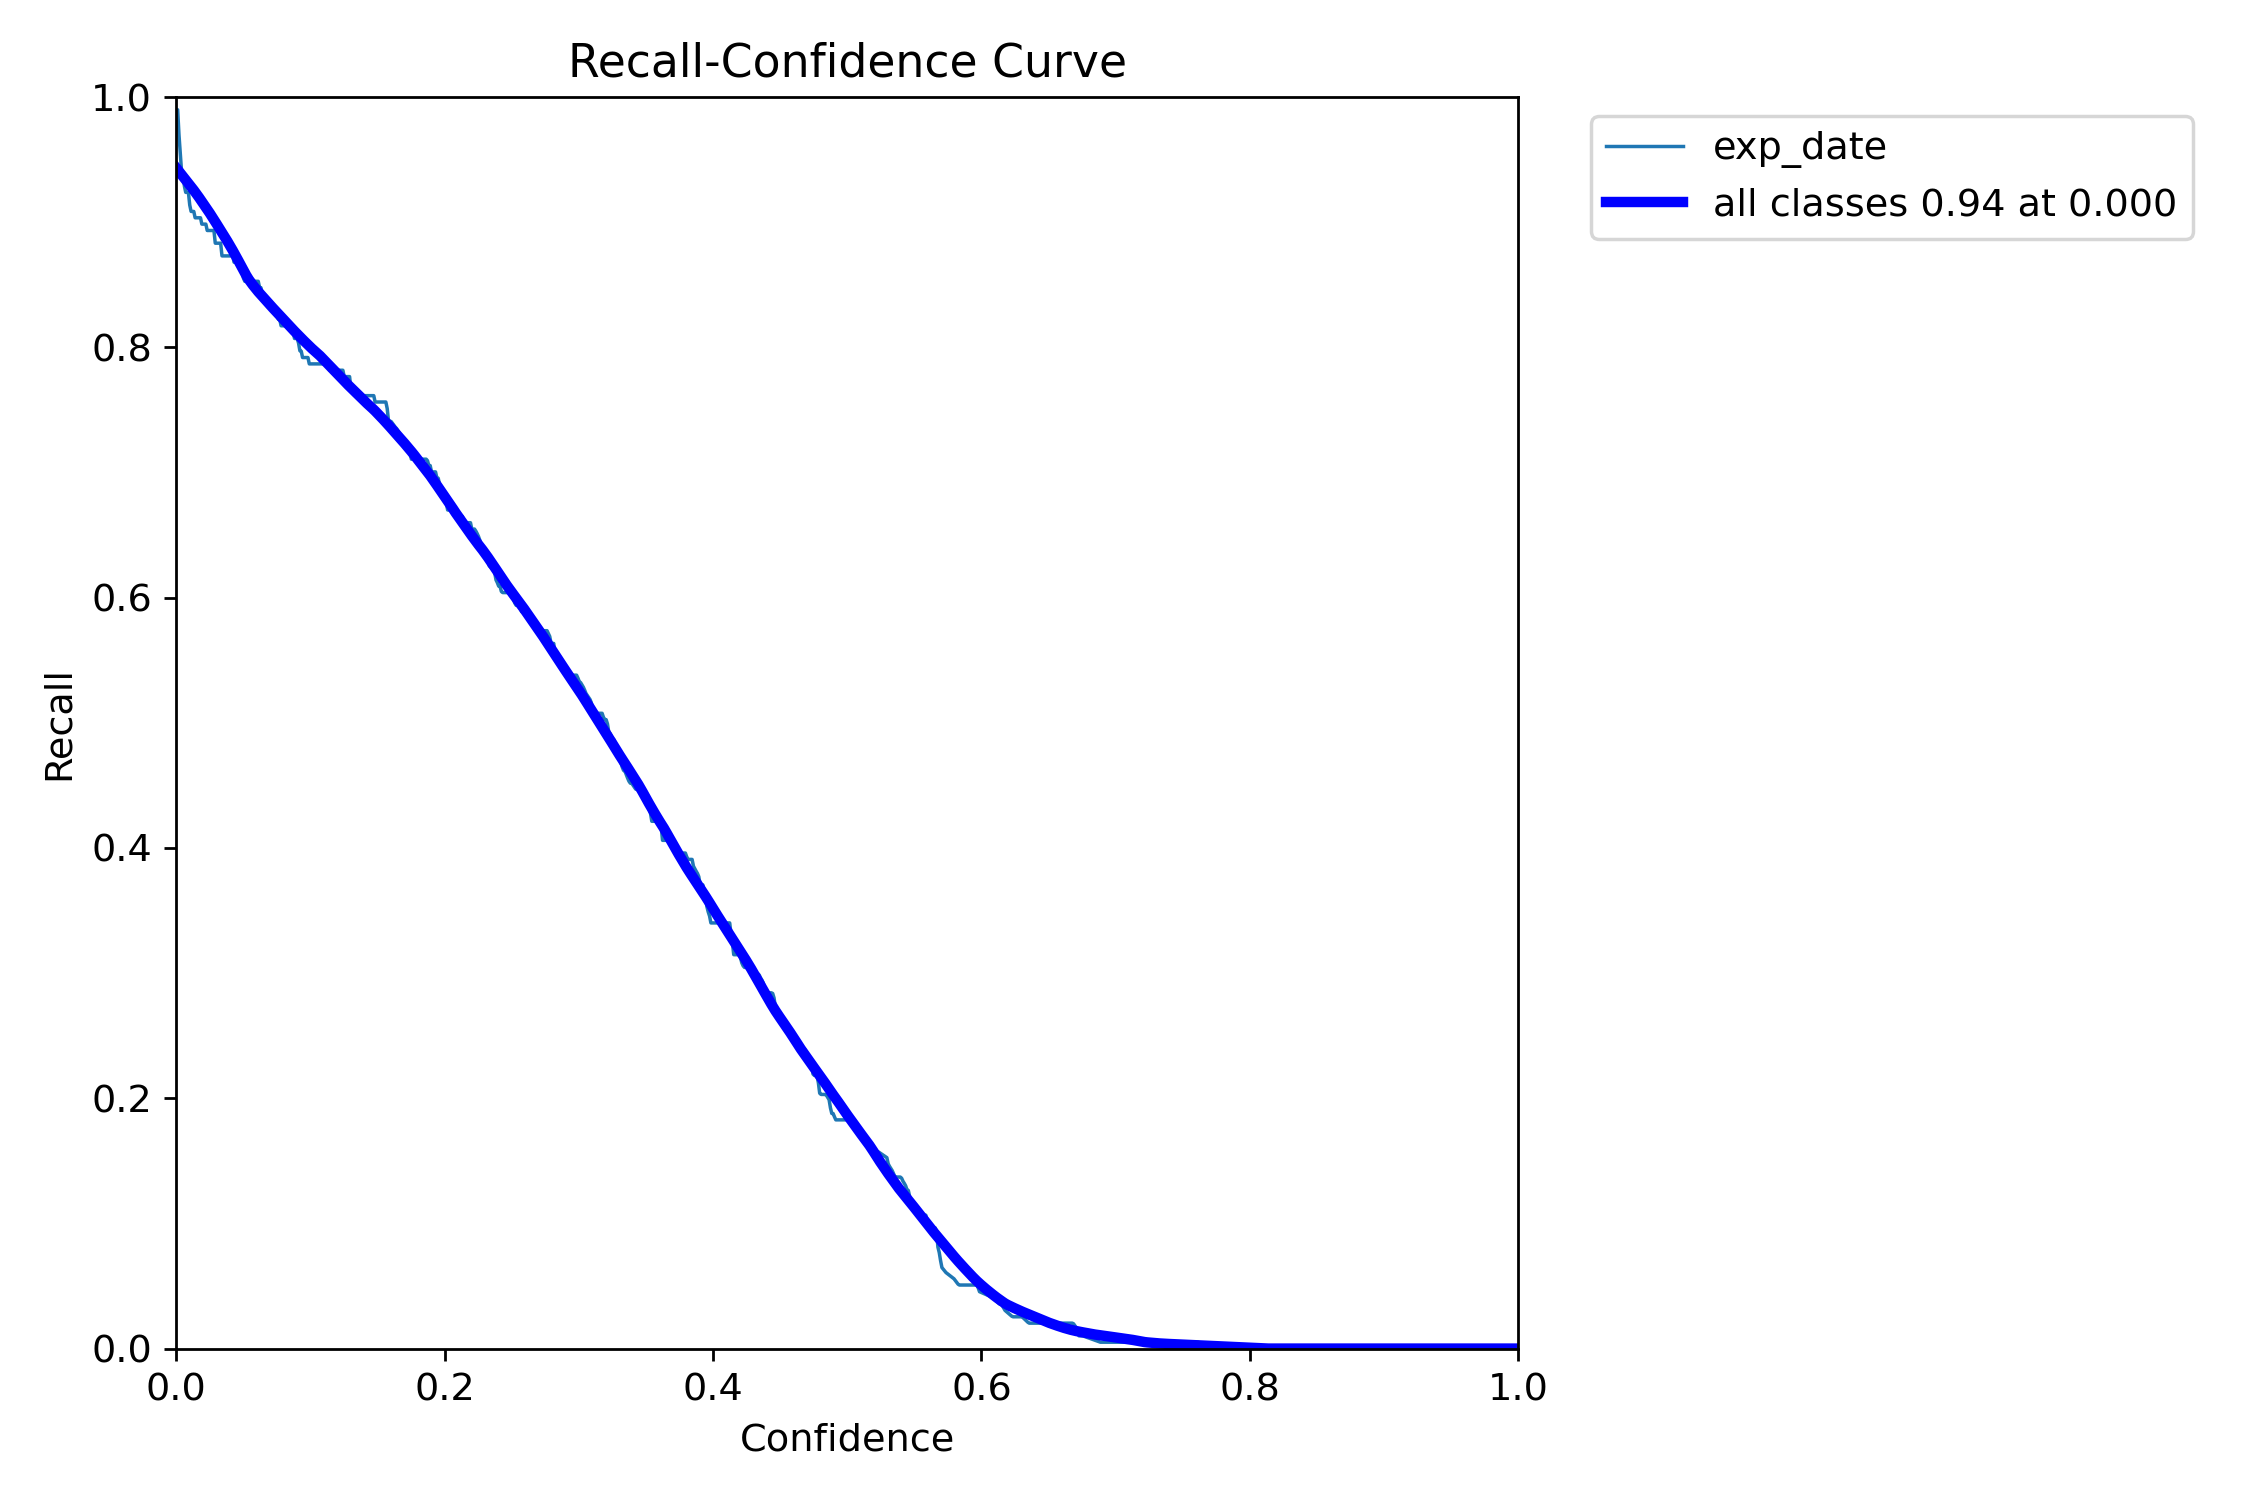 Recall-Confidence Curve
1.0
0.8
0.6
0.4
0.2
0.0
Recall
0.0 0.2 0.4 0.6 0.8 1.0
Confidence
exp_date
all classes 0.94 at 0.000